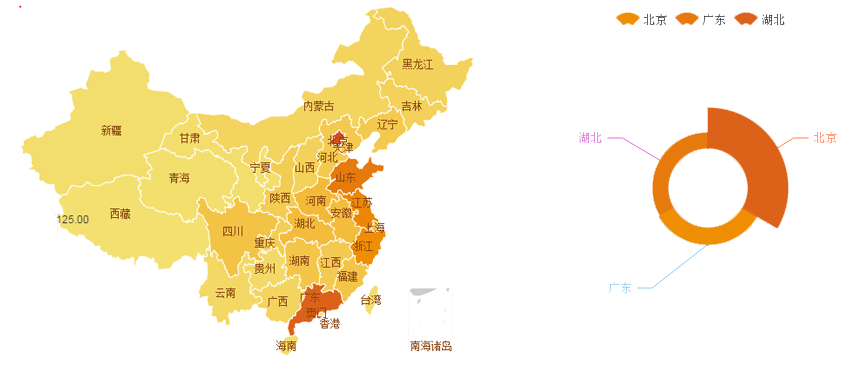 北京 广东 湖北
黑龙江
内蒙古
吉林
新疆
辽宁
甘肃
北京
天津
河北
宁夏
山西
青海
山东
陕西
河南
江苏
西藏
安徽
125.00
湖北
上海
四川
重庆
浙江
湖南
江西
贵州
福建
云南
广西
广东
台湾
澳门
香港
海南
南海诸岛
湖北
北京
广东